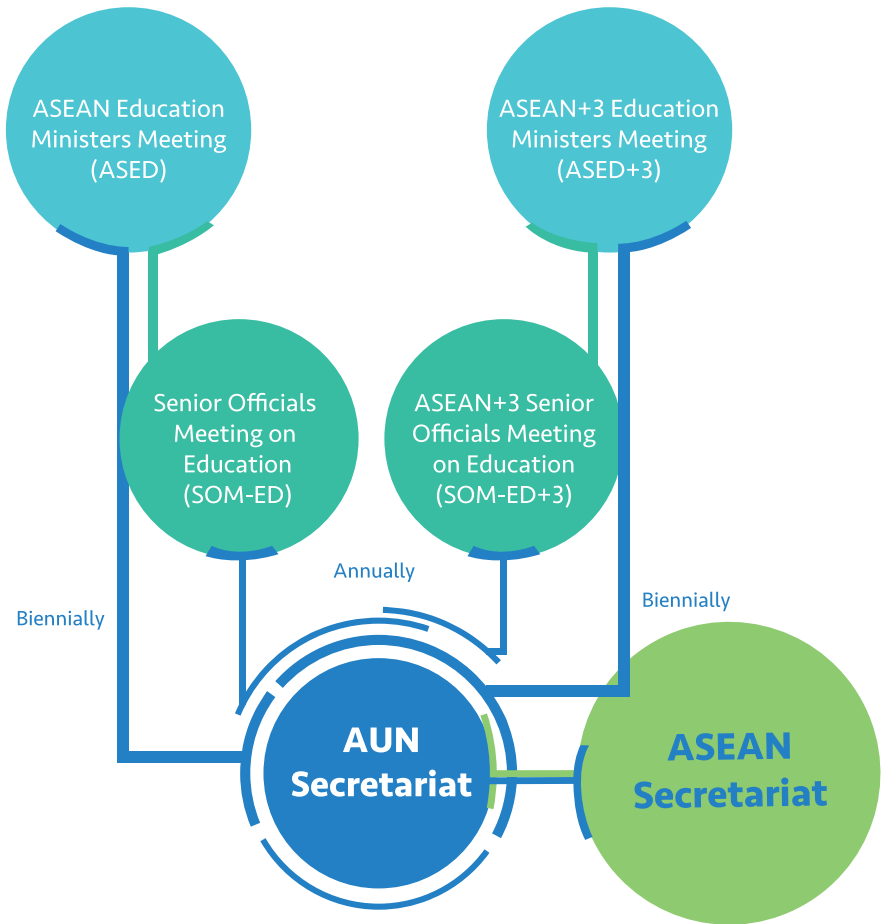 ASEAN Education
Ministers Meeting
(ASED)
ASEAN+3 Education
Ministers Meeting
(ASED+3)
Senior Officials
Meeting on
Education
(SOM-ED)
ASEAN+3 Senior
Officials Meeting
on Education
(SOM-ED+3)
Annually
Biennially
Biennially
AUN
Secretariat
ASEAN
Secretariat